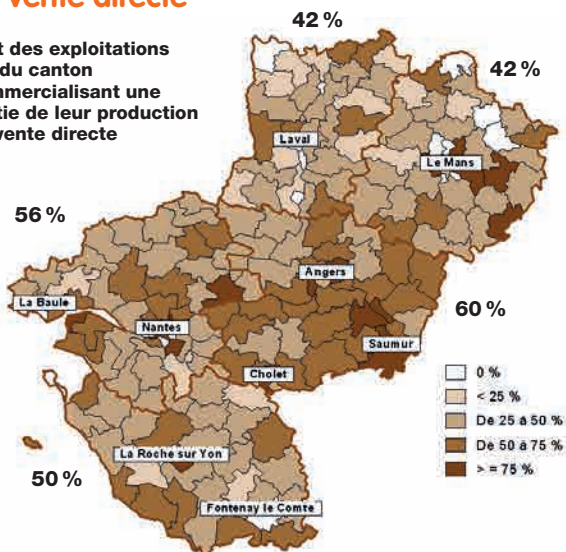 vente directe
42 %
des exploitations
du canton
une
de leur production
vente directe
42 %
Laval
Le Mans
56 %
Angers
La Baule
60 %
Nantes
Saumur
Cholet
0 %
< 25 %
De 25 à 50 %
De 50 à 75 %
> = 75 %
La Roche sur Yon
50 %
Fontenay le Comte